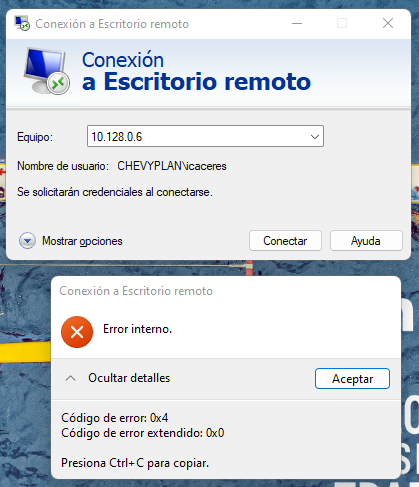 Conexión a Escritorio remoto
Conexión
a Escritorio remoto
Equipo:
10.128.0.6
Nombre de usuario: CHEVYPLAN\icaceres
Se solicitarán credenciales al conectarse.
Mostrar opciones
Conectar
Ayuda
Conexión a Escritorio remoto
Error interno.
Ocultar detalles
Aceptar
Código de error: 0x4
Código de error extendido: 0x0
Presiona Ctrl+C para copiar.